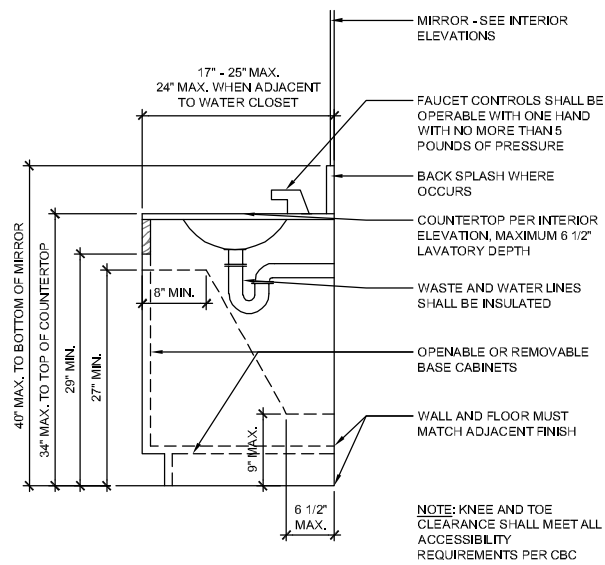 MIRROR - SEE INTERIOR
ELEVATIONS
17" - 25" MAX.
24" MAX. WHEN ADJACENT
TO WATER CLOSET
FAUCET CONTROLS SHALL BE
OPERABLE WITH ONE HAND
WITH NO MORE THAN 5
POUNDS OF PRESSURE
BACK SPLASH WHERE
OCCURS
COUNTERTOP PER INTERIOR
ELEVATION, MAXIMUM 6 1/2"
LAVATORY DEPTH
WASTE AND WATER LINES
SHALL BE INSULATED
8" MIN.
40" MAX. TO BOTTOM OF MIRROR
34" MAX. TO TOP OF COUNTERTOP
29" MIN.
27" MIN.
OPENABLE OR REMOVABLE
BASE CABINETS
WALL AND FLOOR MUST
MATCH ADJACENT FINISH
9" MAX.
6 1/2"
MAX.
NOTE: KNEE AND TOE
CLEARANCE SHALL MEET ALL
ACCESSIBILITY
REQUIREMENTS PER CBC